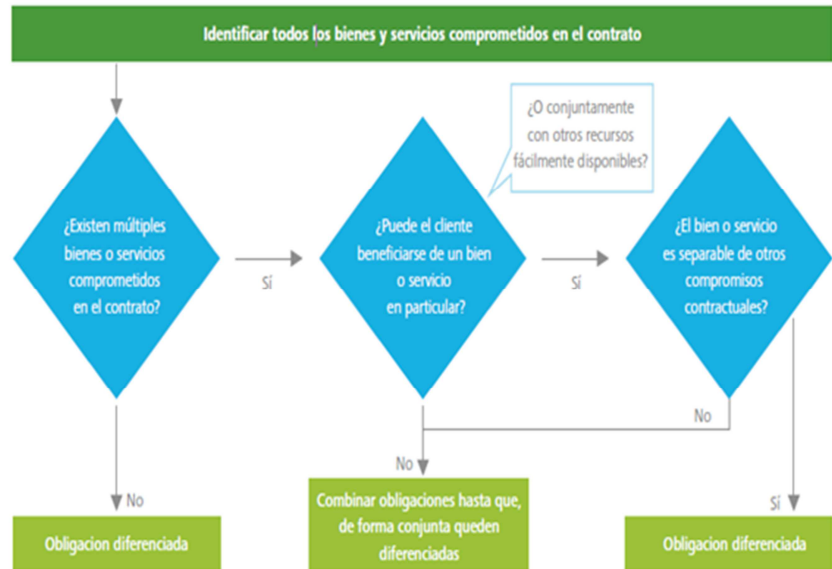 Identificar todos los bienes y servicios comprometidos en el contrato
¿O conjuntamente
con otros recursos
fácilmente disponibles?
¿Existen múltiples
bienes o servicios
comprometidos
en el contrato?
Sí
¿Puede el cliente
beneficiarse de un bien
o servicio
en particular?
Sí
¿El bien o servicio
es separable de otros
compromisos
contractuales?
No
No
No
Sí
Obligacion diferenciada
Combinar obligaciones hasta que,
de forma conjunta queden
diferenciadas
Obligacion diferenciada